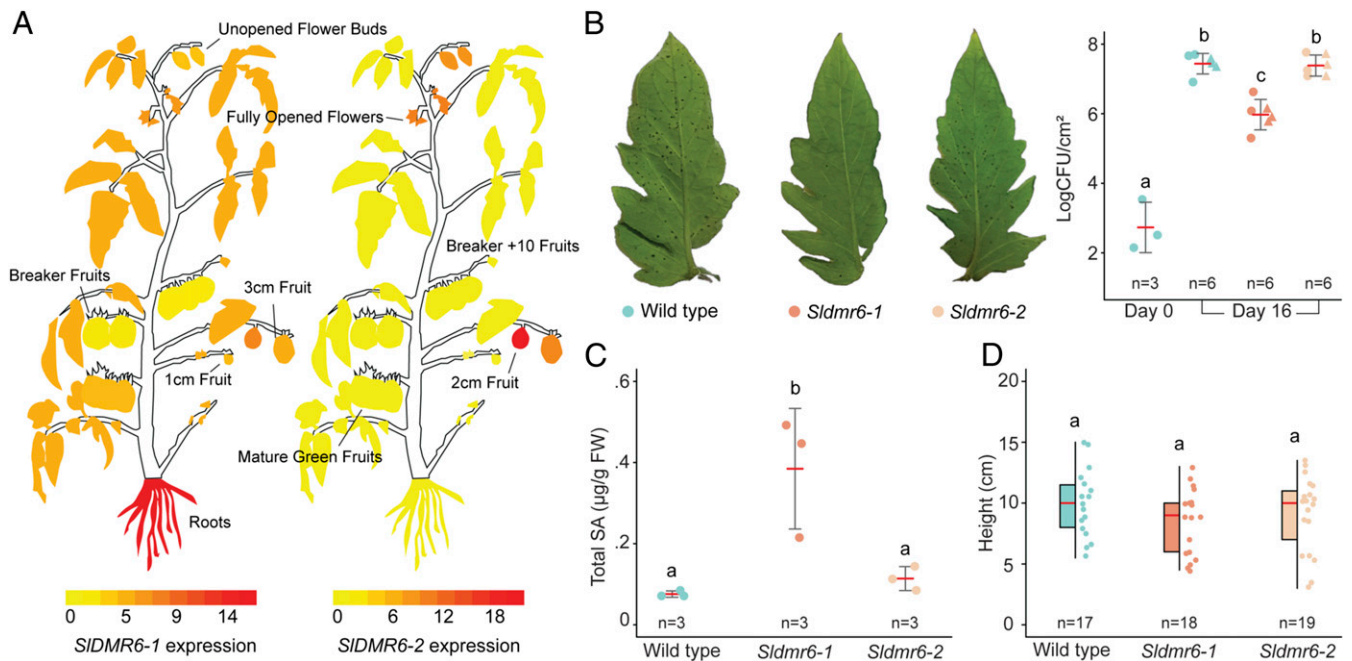 A
Unopened Flower Buds
Fully Opened Flowers
Breaker +10 Fruits
Breaker Fruits
3cm Fruit
1cm Fruit
2cm Fruit
Mature Green Fruits
Roots
0 5 9 14
SlDMR6-1 expression
0 6 12 18
SlDMR6-2 expression
B
Wild type
Sldmr6-1
Sldmr6-2
LogCFU/cm²
8
6
4
2
a
b
c
b
n=3 n=6 n=6 n=6
Day 0 Day 16
C
Total SA (µg/g FW)
.6
.4
.2
0
a
b
a
n=3 n=3 n=3
Wild type Sldmr6-1 Sldmr6-2
D
Height (cm)
20
15
10
5
0
a
a
a
n=17 n=18 n=19
Wild type Sldmr6-1 Sldmr6-2